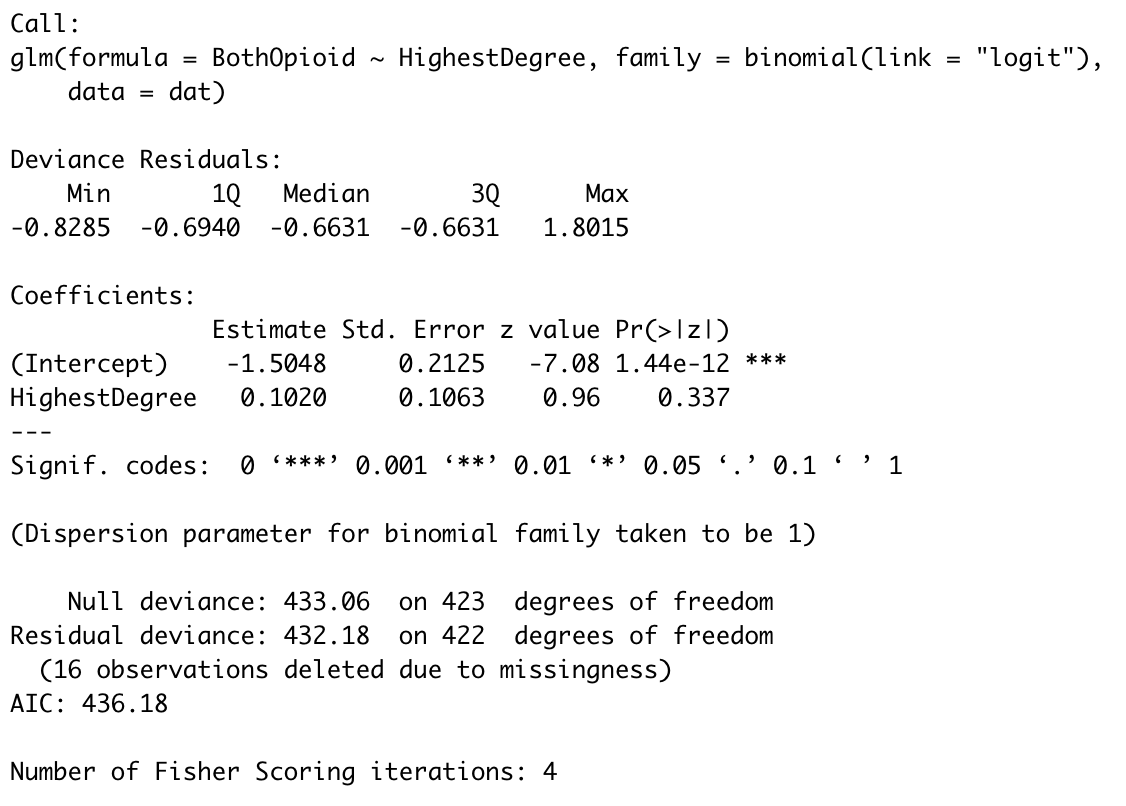 Call:
glm(formula = BothOpioid ~ HighestDegree, family = binomial(link = "logit"),
    data = dat)

Deviance Residuals:
    Min       1Q   Median       3Q      Max
-0.8285  -0.6940  -0.6631  -0.6631   1.8015

Coefficients:
              Estimate Std. Error z value Pr(>|z|)
(Intercept)    -1.5048     0.2125   -7.08 1.44e-12 ***
HighestDegree   0.1020     0.1063    0.96    0.337
---
Signif. codes:  0 ‘***’ 0.001 ‘**’ 0.01 ‘*’ 0.05 ‘.’ 0.1 ‘ ’ 1

(Dispersion parameter for binomial family taken to be 1)

    Null deviance: 433.06  on 423  degrees of freedom
Residual deviance: 432.18  on 422  degrees of freedom
  (16 observations deleted due to missingness)
AIC: 436.18

Number of Fisher Scoring iterations: 4